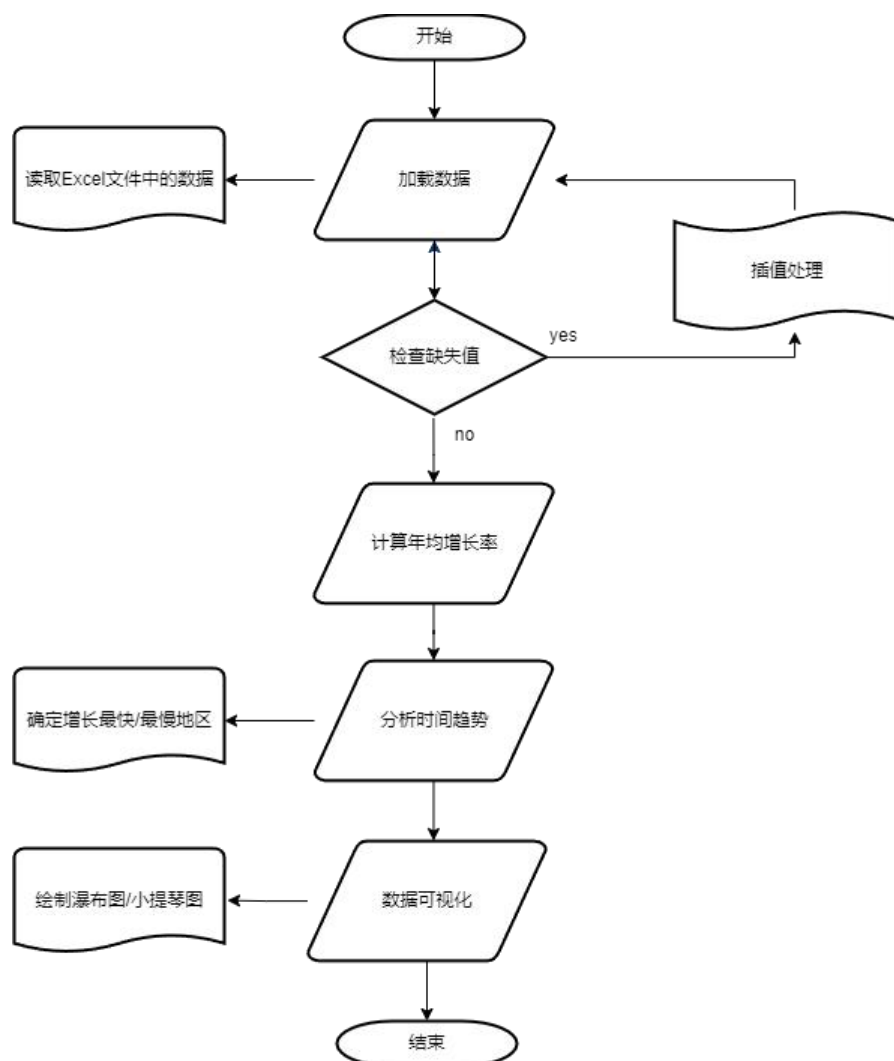 开始
读取Excel文件中的数据
加载数据
插值处理
检查缺失值
yes
no
计算年均增长率
确定增长最快/最慢地区
分析时间趋势
绘制瀑布图/小提琴图
数据可视化
结束